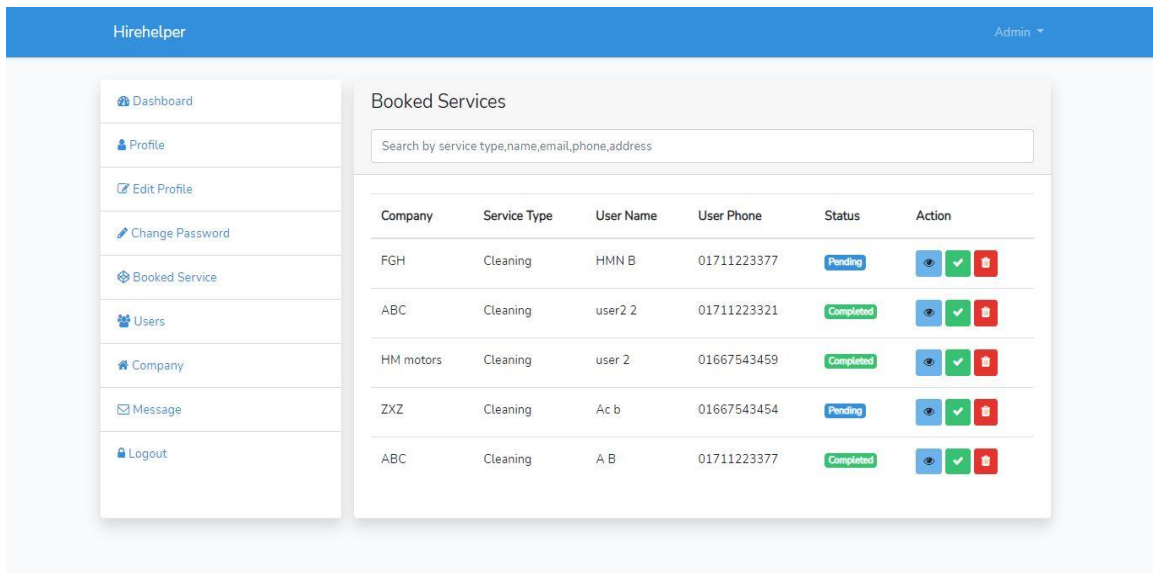 Hirehelper Admin
Dashboard
Profile
Edit Profile
Change Password
Booked Service
Users
Company
Message
Logout
Booked Services
Search by service type,name,email,phone,address
Company Service Type User Name User Phone Status Action
FGH Cleaning HMN B 01711223377 Pending
ABC Cleaning user2 2 01711223321 Completed
HM motors Cleaning user 2 01667543459 Completed
ZXZ Cleaning Ac b 01667543454 Pending
ABC Cleaning A B 01711223377 Completed